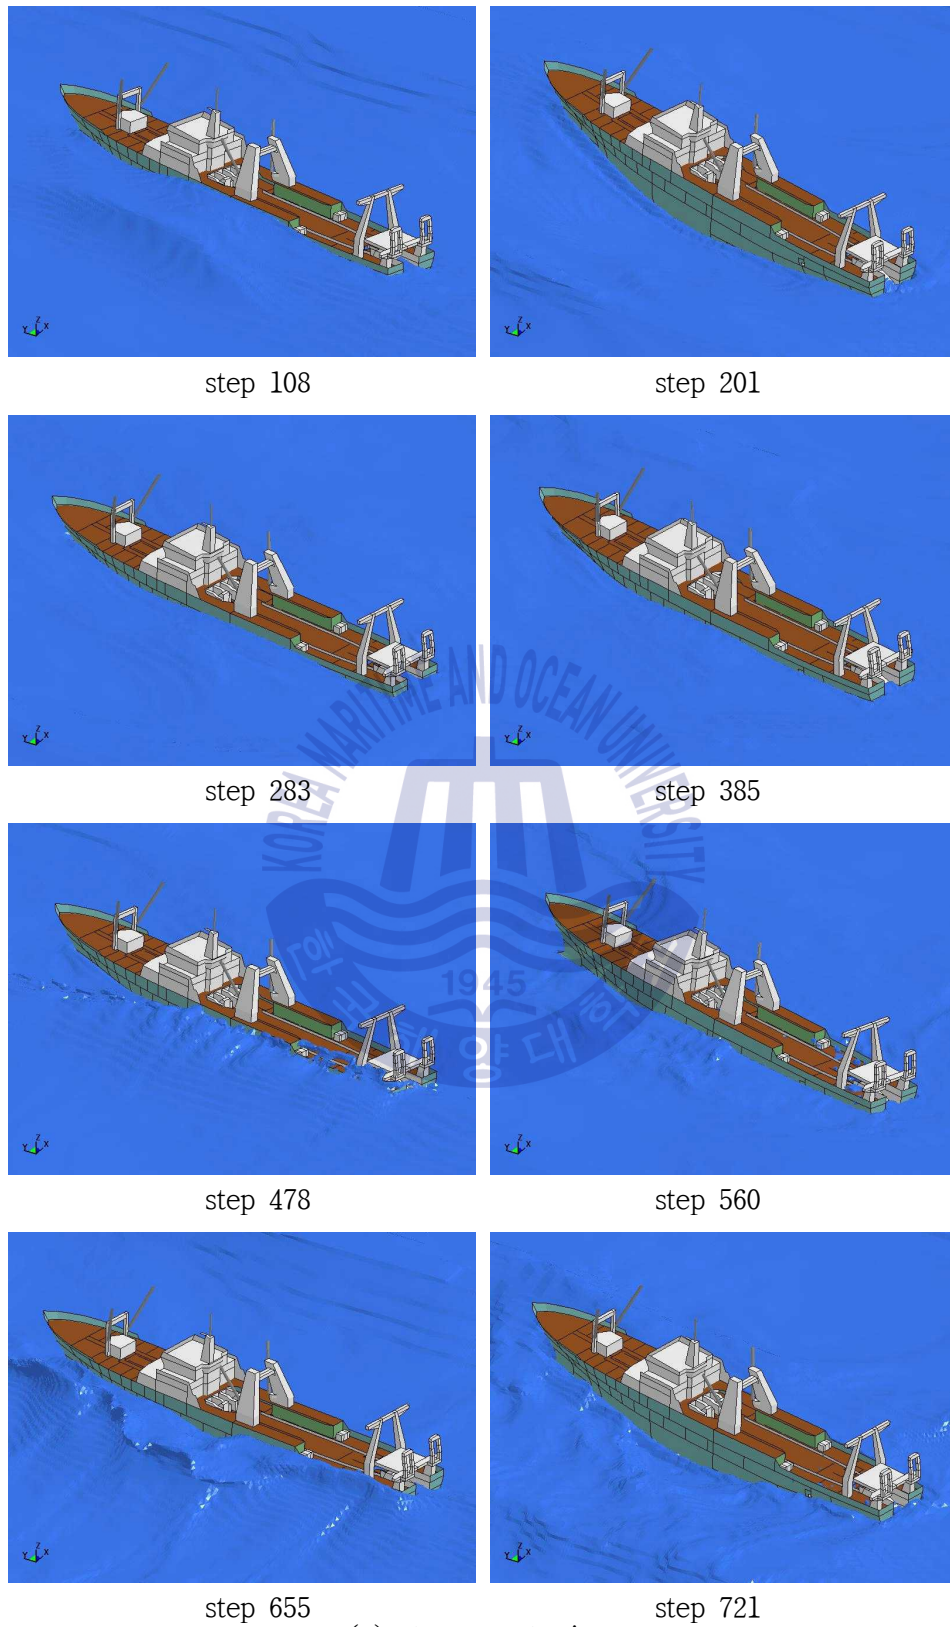 Z
Y X
Z
Y X
step 108
step 201
Z
Y X
Z
Y X
step 283
step 385
KOREA MARITIME AND OCEAN UNIVERSITY
1945
Z
Y X
Z
Y X
step 478
step 560
Z
Y X
Z
Y X
step 655
step 721